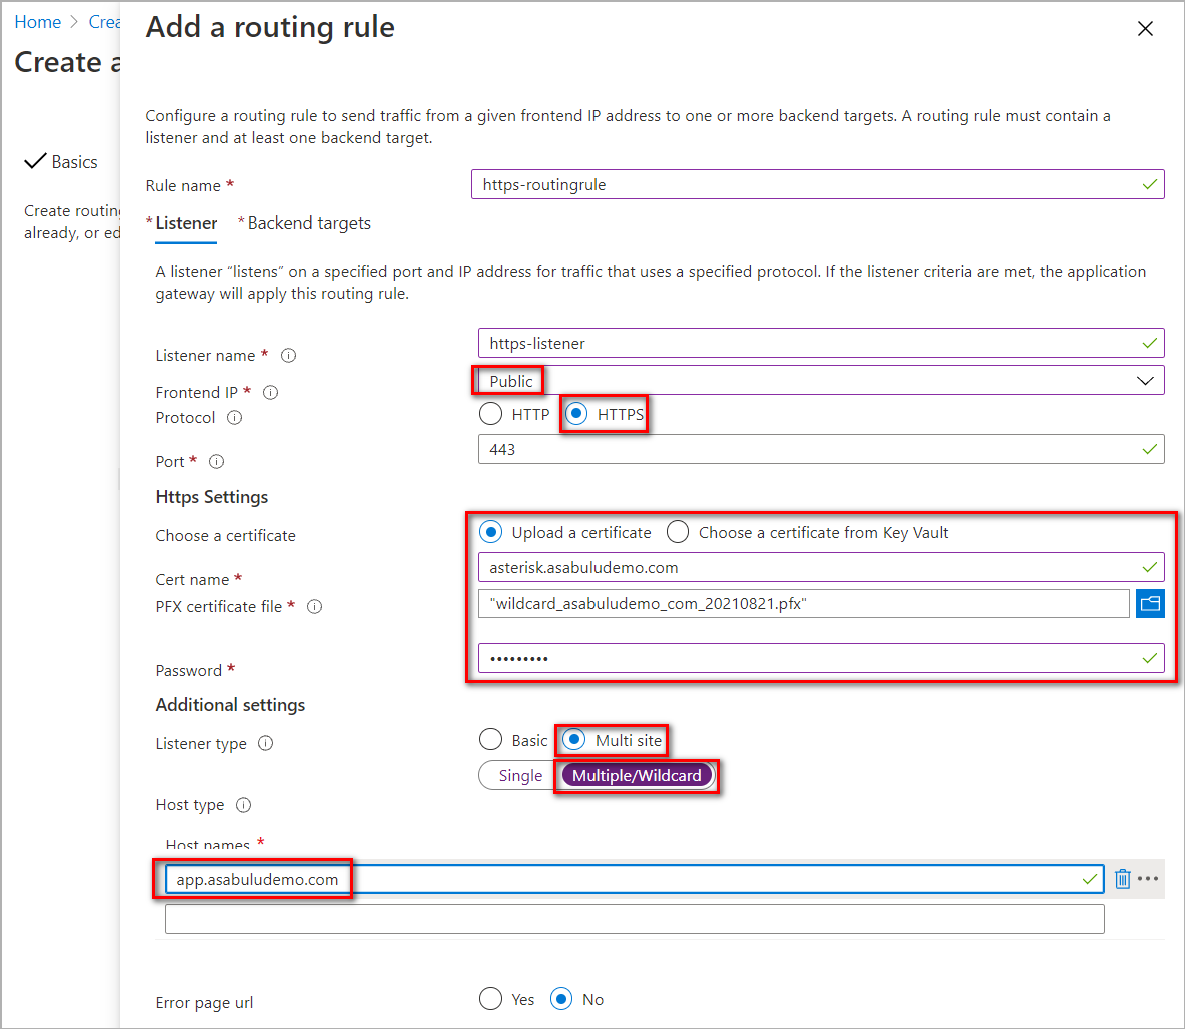 Home > Crea
Create a
Basics
Create routing
already, or ed
Add a routing rule
Configure a routing rule to send traffic from a given frontend IP address to one or more backend targets. A routing rule must contain a
listener and at least one backend target.
Rule name * https-routingrule
* Listener * Backend targets
A listener “listens” on a specified port and IP address for traffic that uses a specified protocol. If the listener criteria are met, the application
gateway will apply this routing rule.
Listener name * https-listener
Frontend IP * Public
Protocol HTTP HTTPS
Port * 443
Https Settings
Choose a certificate Upload a certificate Choose a certificate from Key Vault
Cert name * asterisk.asabuludemo.com
PFX certificate file * "wildcard_asabuludemo_com_20210821.pfx"
Password * •••••••••
Additional settings
Listener type Basic Multi site
Host type Single Multiple/Wildcard
Host names *
app.asabuludemo.com
Error page url Yes No